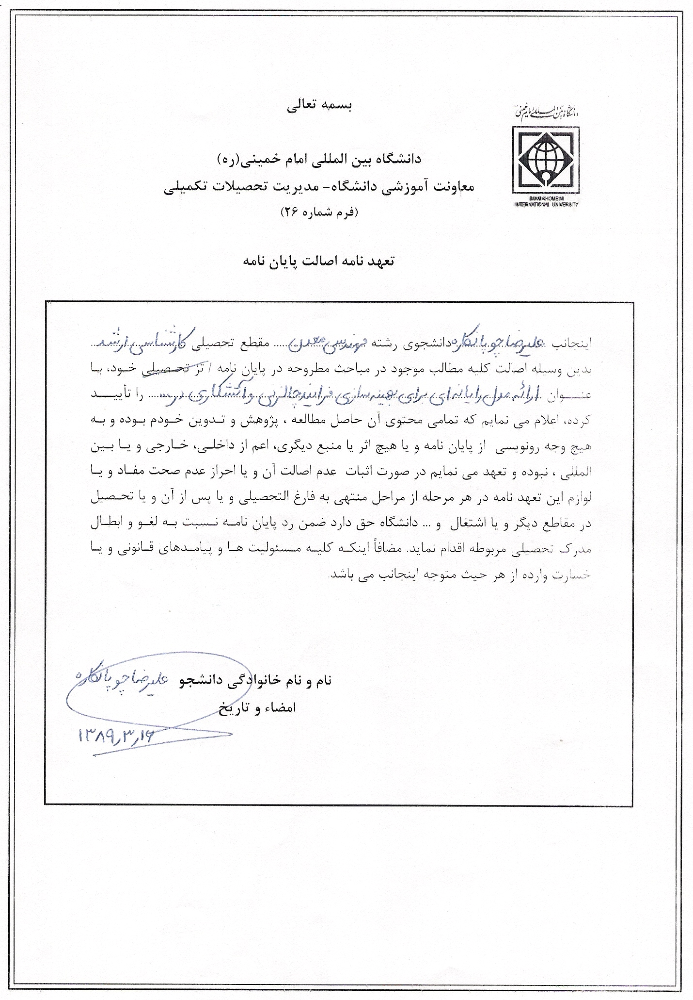 بسمه تعالی
دانشگاه بین المللی امام خمینی
IMAM KHOMEINI
INTERNATIONAL UNIVERSITY
دانشگاه بین المللی امام خمینی(ره)
معاونت آموزشی دانشگاه- مدیریت تحصیلات تکمیلی
(فرم شماره ۲۶)
تعهد نامه اصالت پایان نامه
اینجانب علیرضا چوپانکاره دانشجوی رشته مهندسی معدن مقطع تحصیلی کارشناسی ارشد
بدین وسیله اصالت کلیه مطالب موجود در مباحث مطروحه در پایان نامه / تز تحصیلی خود، با
عنوان ارائه مدل رایانه‌ای برای بهینه سازی فرایند چالزنی و آتشکاری در... را تأیید
کرده، اعلام می نمایم که تمامی محتوی آن حاصل مطالعه ، پژوهش و تدوین خودم بوده و به
هیچ وجه رونویسی از پایان نامه و یا هیچ اثر یا منبع دیگری، اعم از داخلی، خارجی و یا بین
المللی ، نبوده و تعهد می نمایم در صورت اثبات عدم اصالت آن و یا احراز عدم صحت مفاد و یا
لوازم این تعهد نامه در هر مرحله از مراحل منتهی به فارغ التحصیلی و یا پس از آن و یا تحصیل
در مقاطع دیگر و یا اشتغال و ... دانشگاه حق دارد ضمن رد پایان نامه نسبت به لغو و ابطال
مدرک تحصیلی مربوطه اقدام نماید. مضافاً اینکه کلیه مسئولیت ها و پیامدهای قانونی و یا
خسارت وارده از هر حیث متوجه اینجانب می باشد.
نام و نام خانوادگی دانشجو علیرضا چوپانکاره
امضاء و تاریخ
۱۳۸۹٫۳٫۱۶